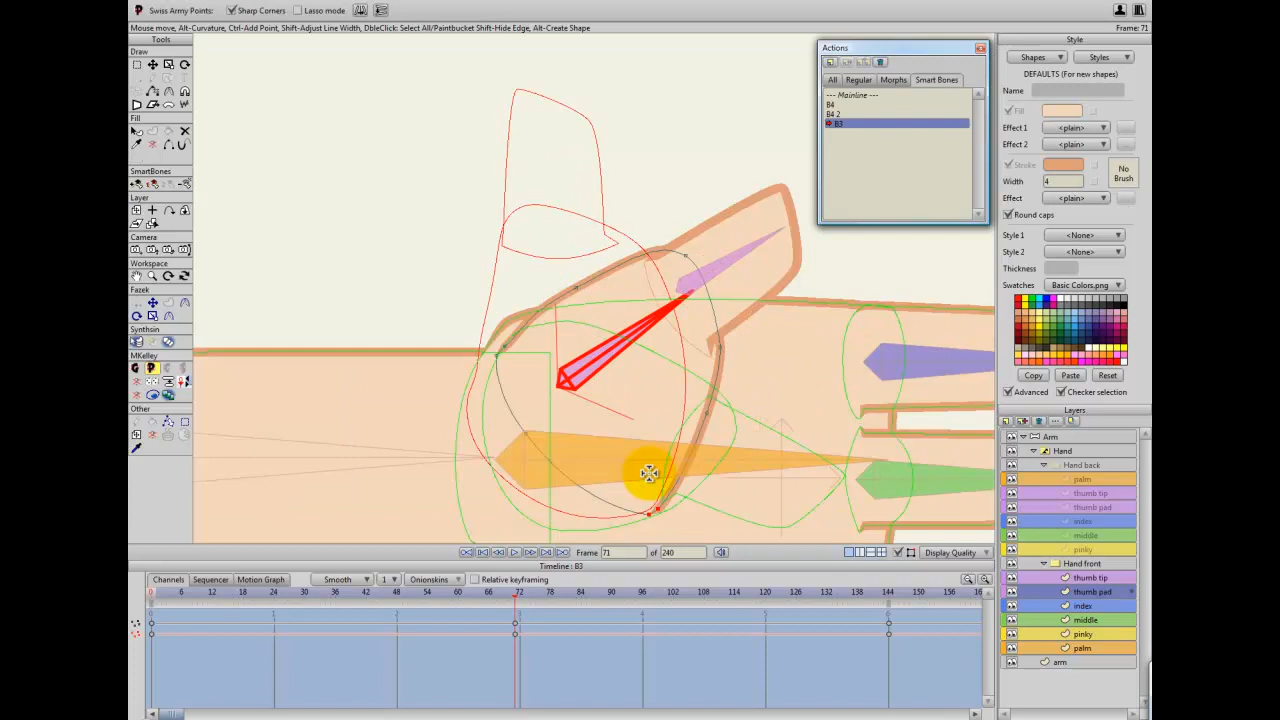 Swiss Army Points:
Sharp Corners
Lasso mode
Mouse move, Alt-Curvature, Ctrl-Add Point, Shift-Adjust Line Width, DbleClick: Select All/Paintbucket Shift-Hide Edge, Alt-Create Shape
Frame: 71
Tools
Draw
Fill
SmartBones
Layer
Camera
Workspace
Fazek
Synthsin
MKelley
Other
Actions
All
Regular
Morphs
Smart Bones
--- Mainline ---
B4
B4 2
B3
Style
Shapes
Styles
DEFAULTS (For new shapes)
Name
Fill
Effect 1
<plain>
Effect 2
<plain>
Stroke
Width
4
No
Brush
Effect
<plain>
Round caps
Style 1
<None>
Style 2
<None>
Thickness
Swatches
Basic Colors.png
Copy
Paste
Reset
Advanced
Checker selection
Layers
Arm
Hand
Hand back
palm
thumb tip
thumb pad
index
middle
pinky
Hand front
thumb tip
thumb pad
index
middle
pinky
palm
arm
Frame
71
of
240
Display Quality
Timeline : B3
Channels
Sequencer
Motion Graph
Smooth
1
Onionskins
Relative keyframing
0 6 12 18 24 30 36 42 48 54 60 66 72 78 84 90 96 102 108 114 120 126 132 138 144 150 156
0 1 2 3 4 5 6